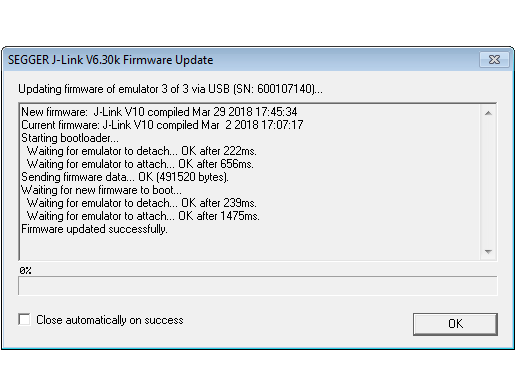 SEGGER J-Link V6.30k Firmware Update
Updating firmware of emulator 3 of 3 via USB (SN: 600107140)...
New firmware:  J-Link V10 compiled Mar 29 2018 17:45:34
Current firmware: J-Link V10 compiled Mar  2 2018 17:07:17
Starting bootloader...
  Waiting for emulator to detach... OK after 222ms.
  Waiting for emulator to attach... OK after 656ms.
Sending firmware data... OK (491520 bytes).
Waiting for new firmware to boot...
  Waiting for emulator to detach... OK after 239ms.
  Waiting for emulator to attach... OK after 1475ms.
Firmware updated successfully.
0%
Close automatically on success
OK